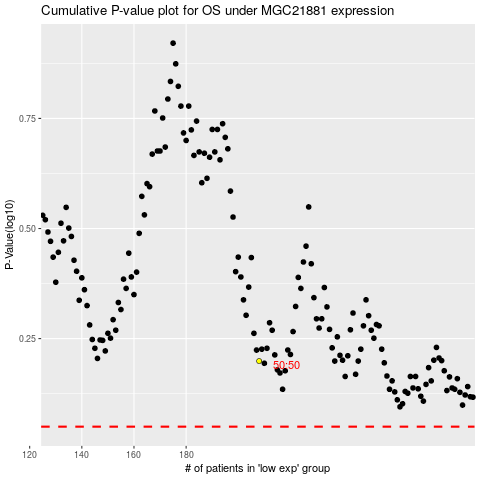 Cumulative P-value plot for OS under MGC21881 expression
P-Value(log10)
0.75
0.50
0.25
50:50
120 140 160 180
# of patients in 'low exp' group